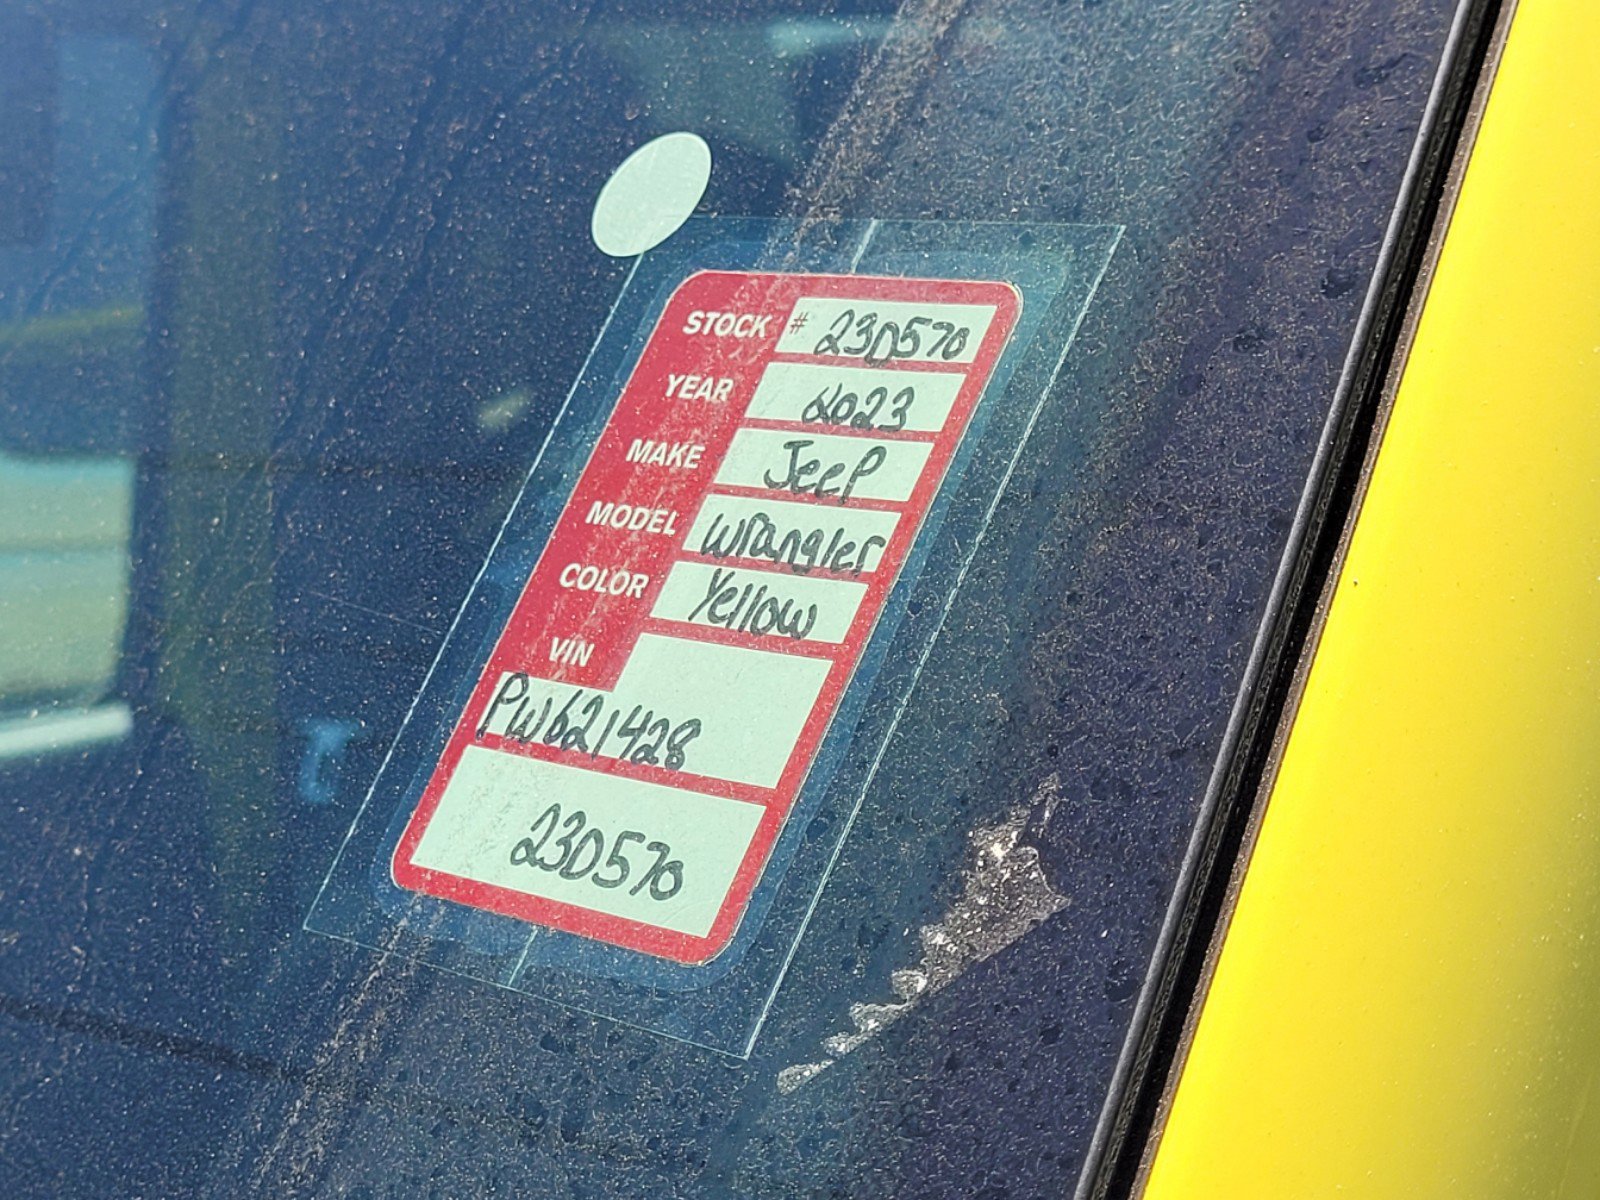 STOCK # 23D570
YEAR 2023
MAKE Jeep
MODEL Wrangler
COLOR Yellow
VIN
PW621428
23D570